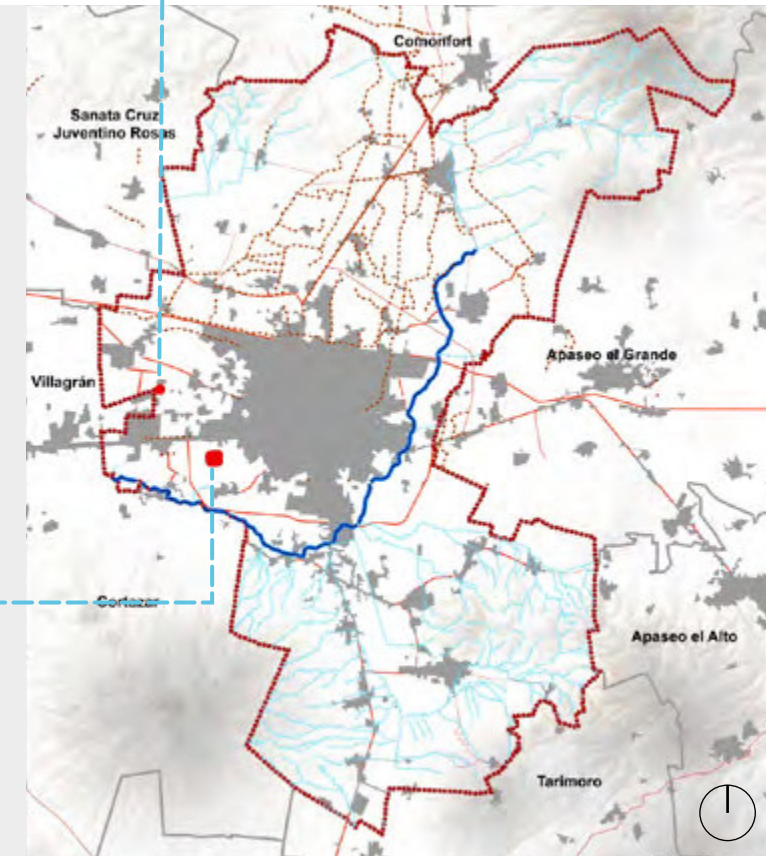 Comonfort
Sanata Cruz
Juventino Rosas
Apaseo el Grande
Villagrán
Cortazar
Apaseo el Alto
Tarimoro